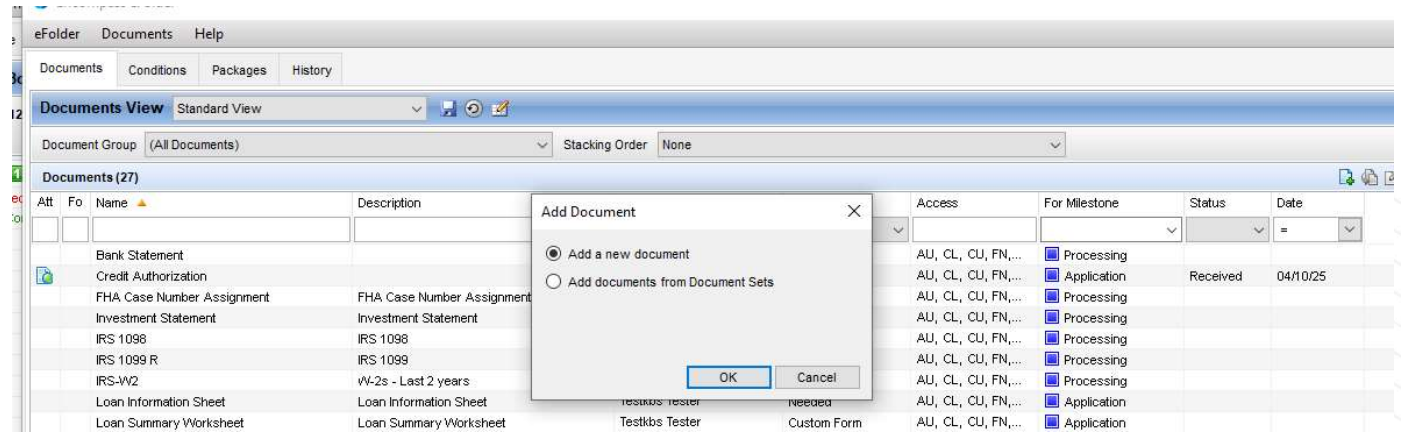 eFolder Documents Help
Documents Conditions Packages History
Documents View Standard View
Document Group (All Documents) Stacking Order None
Documents (27)
Att Fo Name Description Access For Milestone Status Date
=
Add Document
Add a new document
Add documents from Document Sets
OK Cancel
Bank Statement AU, CL, CU, FN,... Processing
Credit Authorization AU, CL, CU, FN,... Application Received 04/10/25
FHA Case Number Assignment FHA Case Number Assignment AU, CL, CU, FN,... Processing
Investment Statement Investment Statement AU, CL, CU, FN,... Processing
IRS 1098 IRS 1098 AU, CL, CU, FN,... Processing
IRS 1099 R IRS 1099 AU, CL, CU, FN,... Processing
IRS-W2 W-2s - Last 2 years AU, CL, CU, FN,... Processing
Loan Information Sheet Loan Information Sheet Testkbs Tester Needed AU, CL, CU, FN,... Application
Loan Summary Worksheet Loan Summary Worksheet Testkbs Tester Custom Form AU, CL, CU, FN,... Application